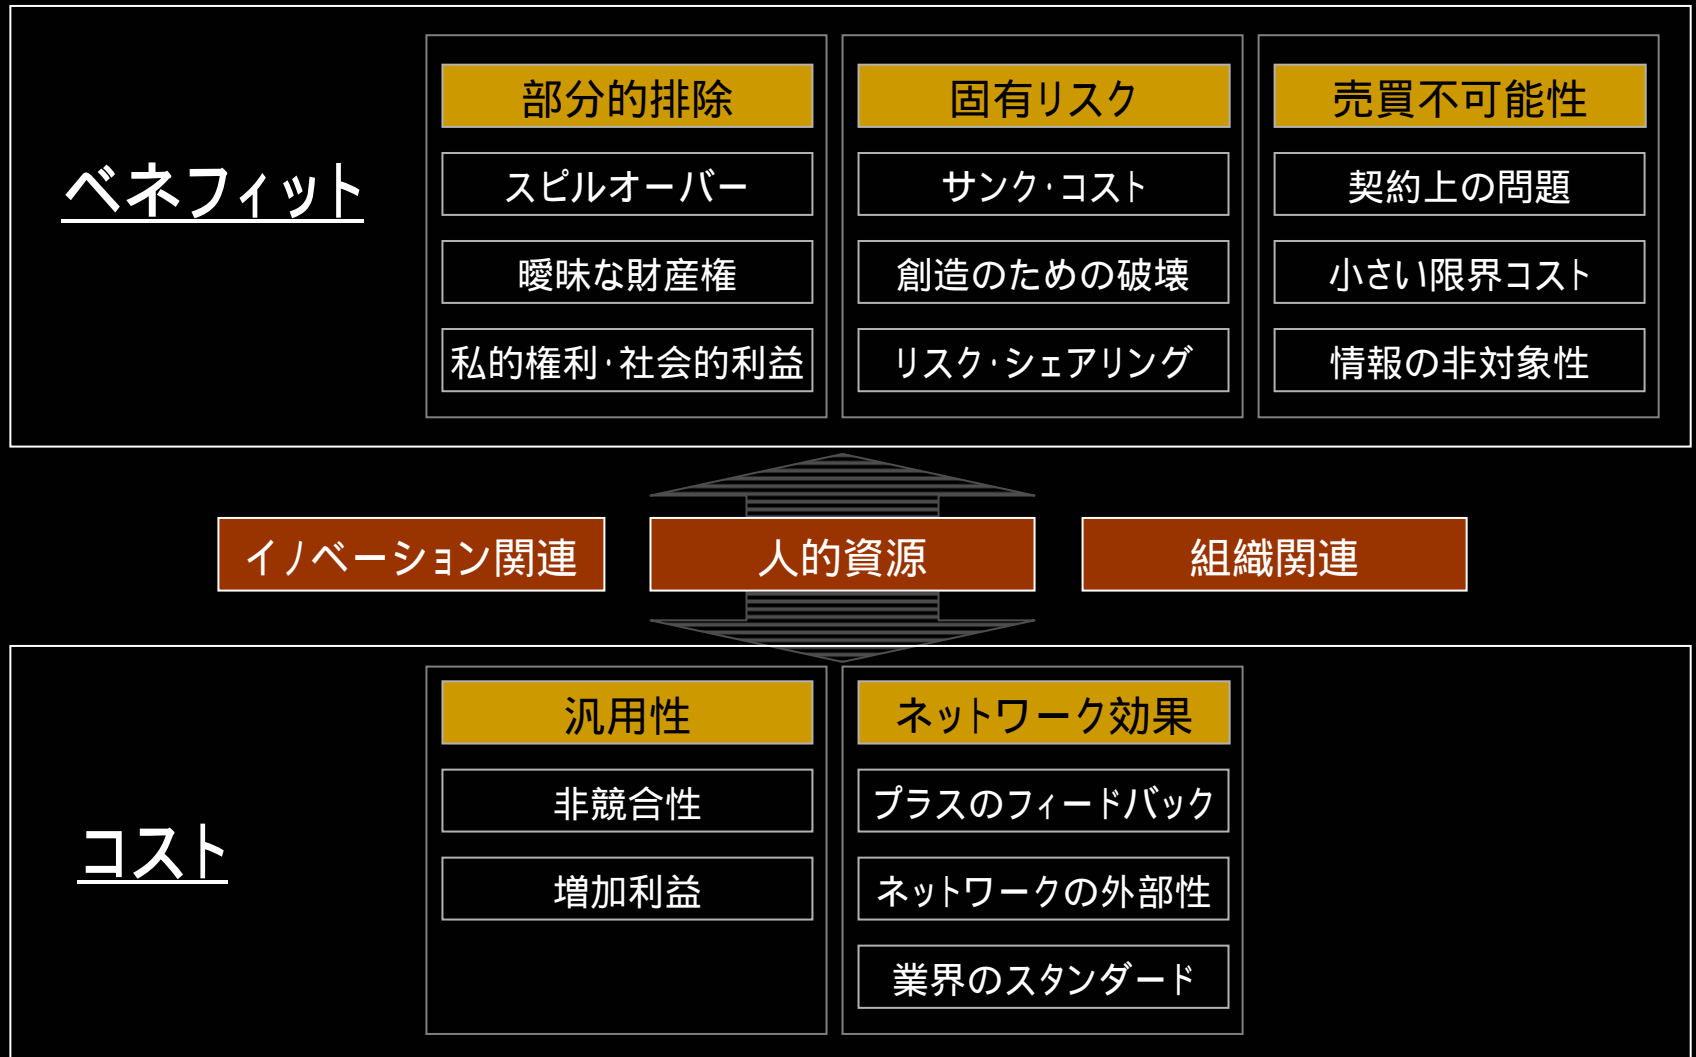 ベネフィット
部分的排除
スピルオーバー
曖昧な財産権
私的権利・社会的利益
固有リスク
サンク・コスト
創造のための破壊
リスク・シェアリング
売買不可能性
契約上の問題
小さい限界コスト
情報の非対象性
イノベーション関連
人的資源
組織関連
コスト
汎用性
非競合性
増加利益
ネットワーク効果
プラスのフィードバック
ネットワークの外部性
業界のスタンダード